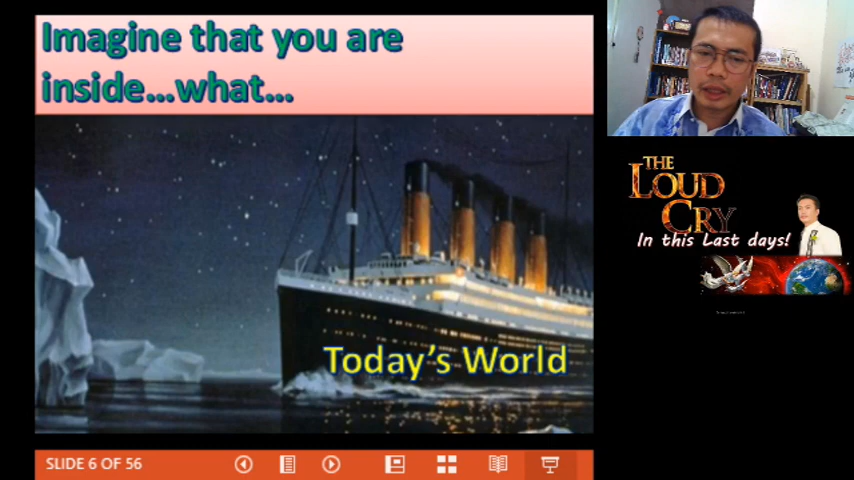 Imagine that you are
inside...what...
Today's World
SLIDE 6 OF 56
THE
LOUD
CRY
In this Last days!